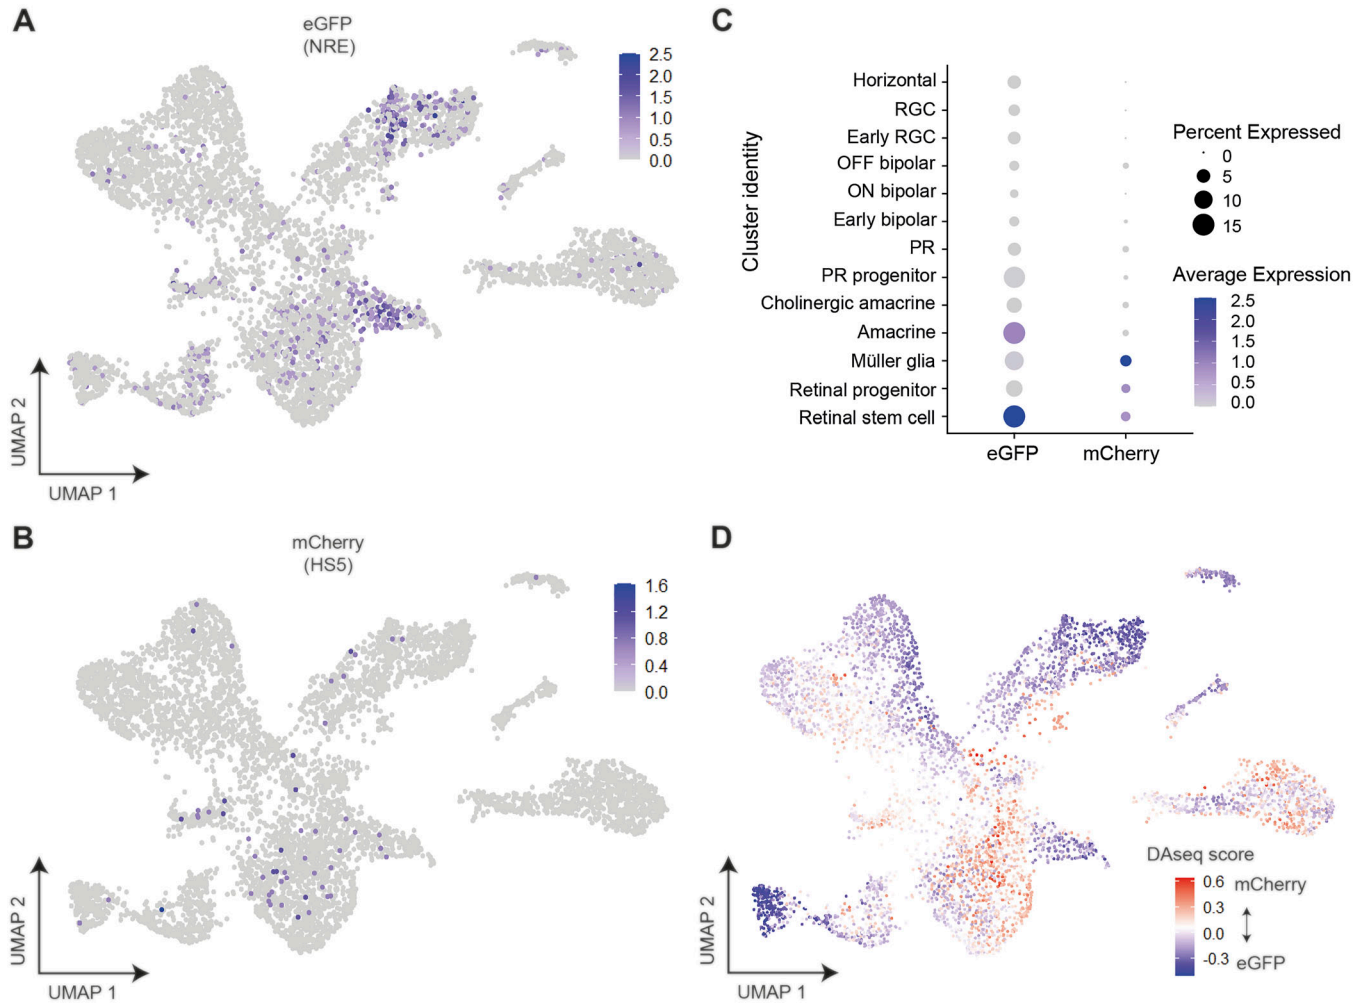 A
eGFP
(NRE)
2.5
2.0
1.5
1.0
0.5
0.0
UMAP 2
UMAP 1
B
mCherry
(HS5)
1.6
1.2
0.8
0.4
0.0
UMAP 2
UMAP 1
C
Cluster identity
Horizontal
RGC
Early RGC
OFF bipolar
ON bipolar
Early bipolar
PR
PR progenitor
Cholinergic amacrine
Amacrine
Müller glia
Retinal progenitor
Retinal stem cell
eGFP
mCherry
Percent Expressed
0
5
10
15
Average Expression
2.5
2.0
1.5
1.0
0.5
0.0
D
DAseq score
0.6
0.3
0.0
-0.3
mCherry
eGFP
UMAP 2
UMAP 1